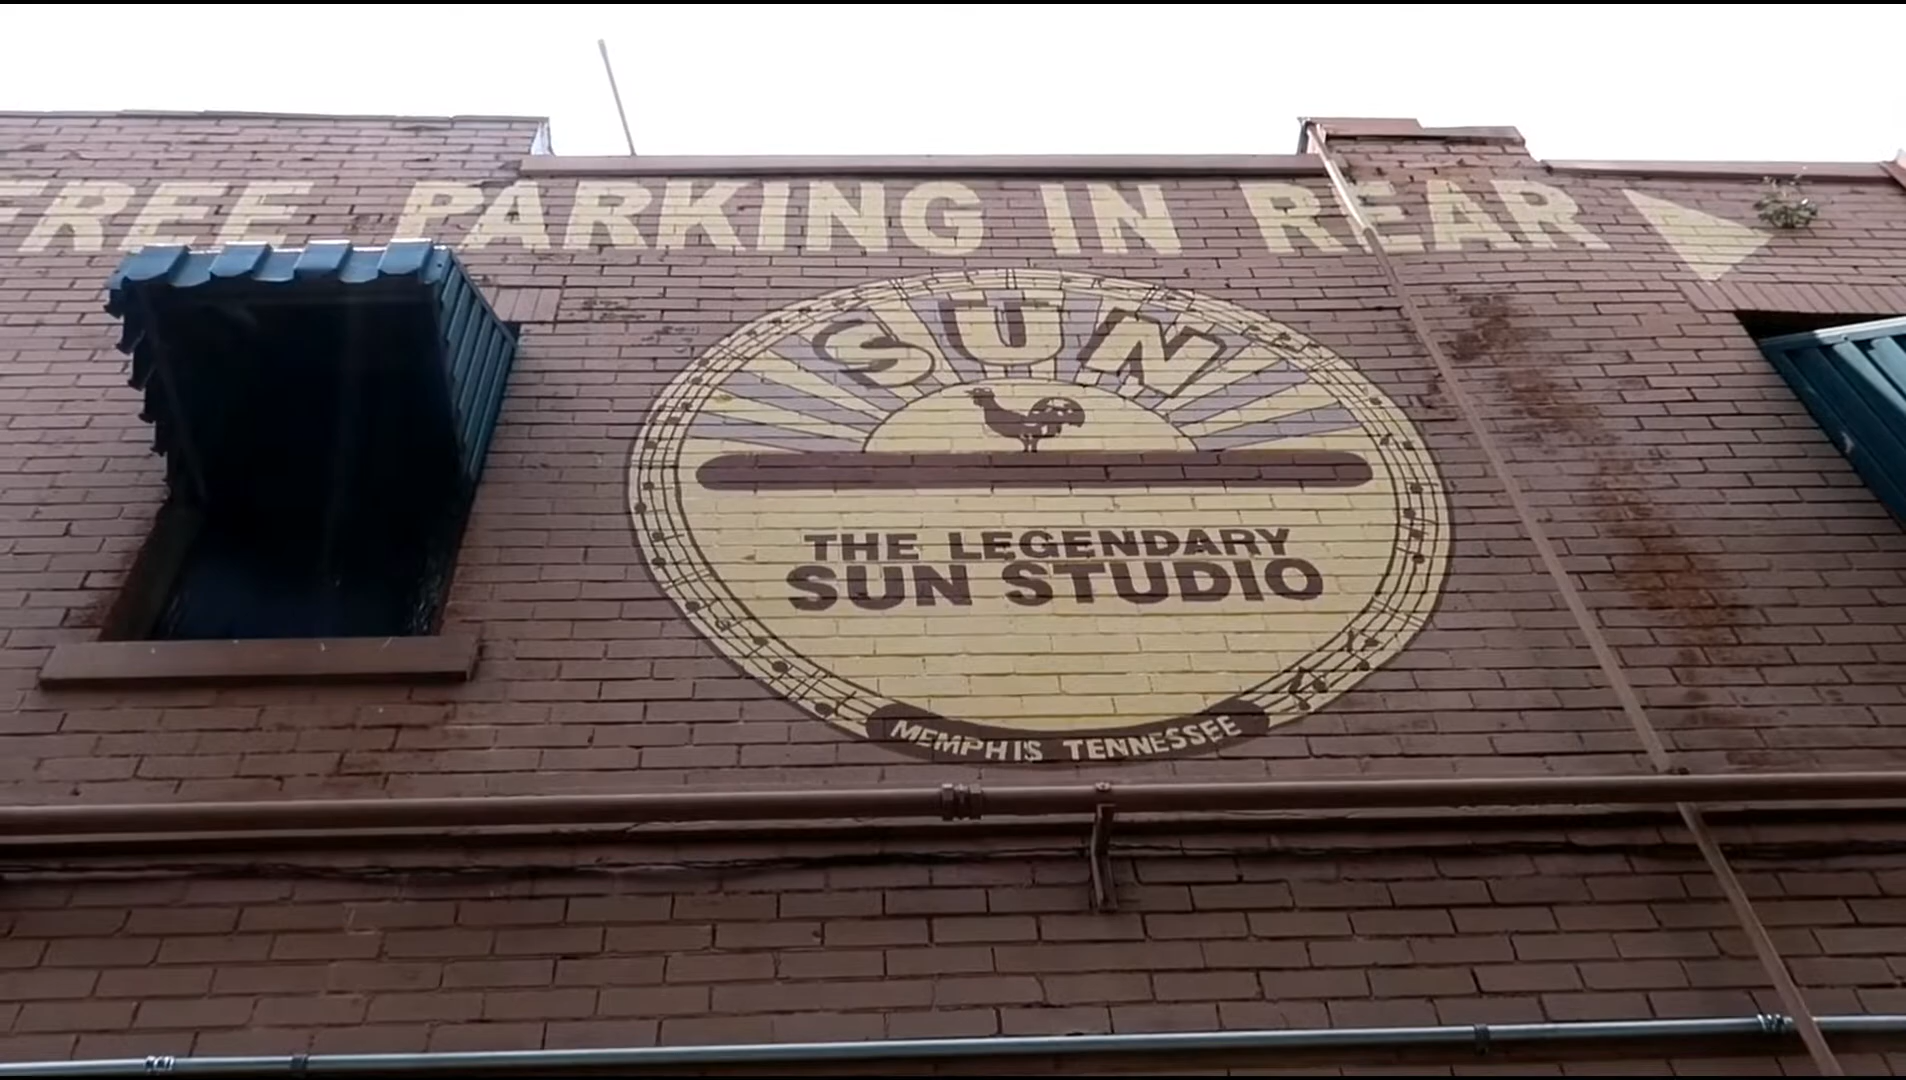 FREE PARKING IN REAR
SUN
THE LEGENDARY
SUN STUDIO
MEMPHIS TENNESSEE